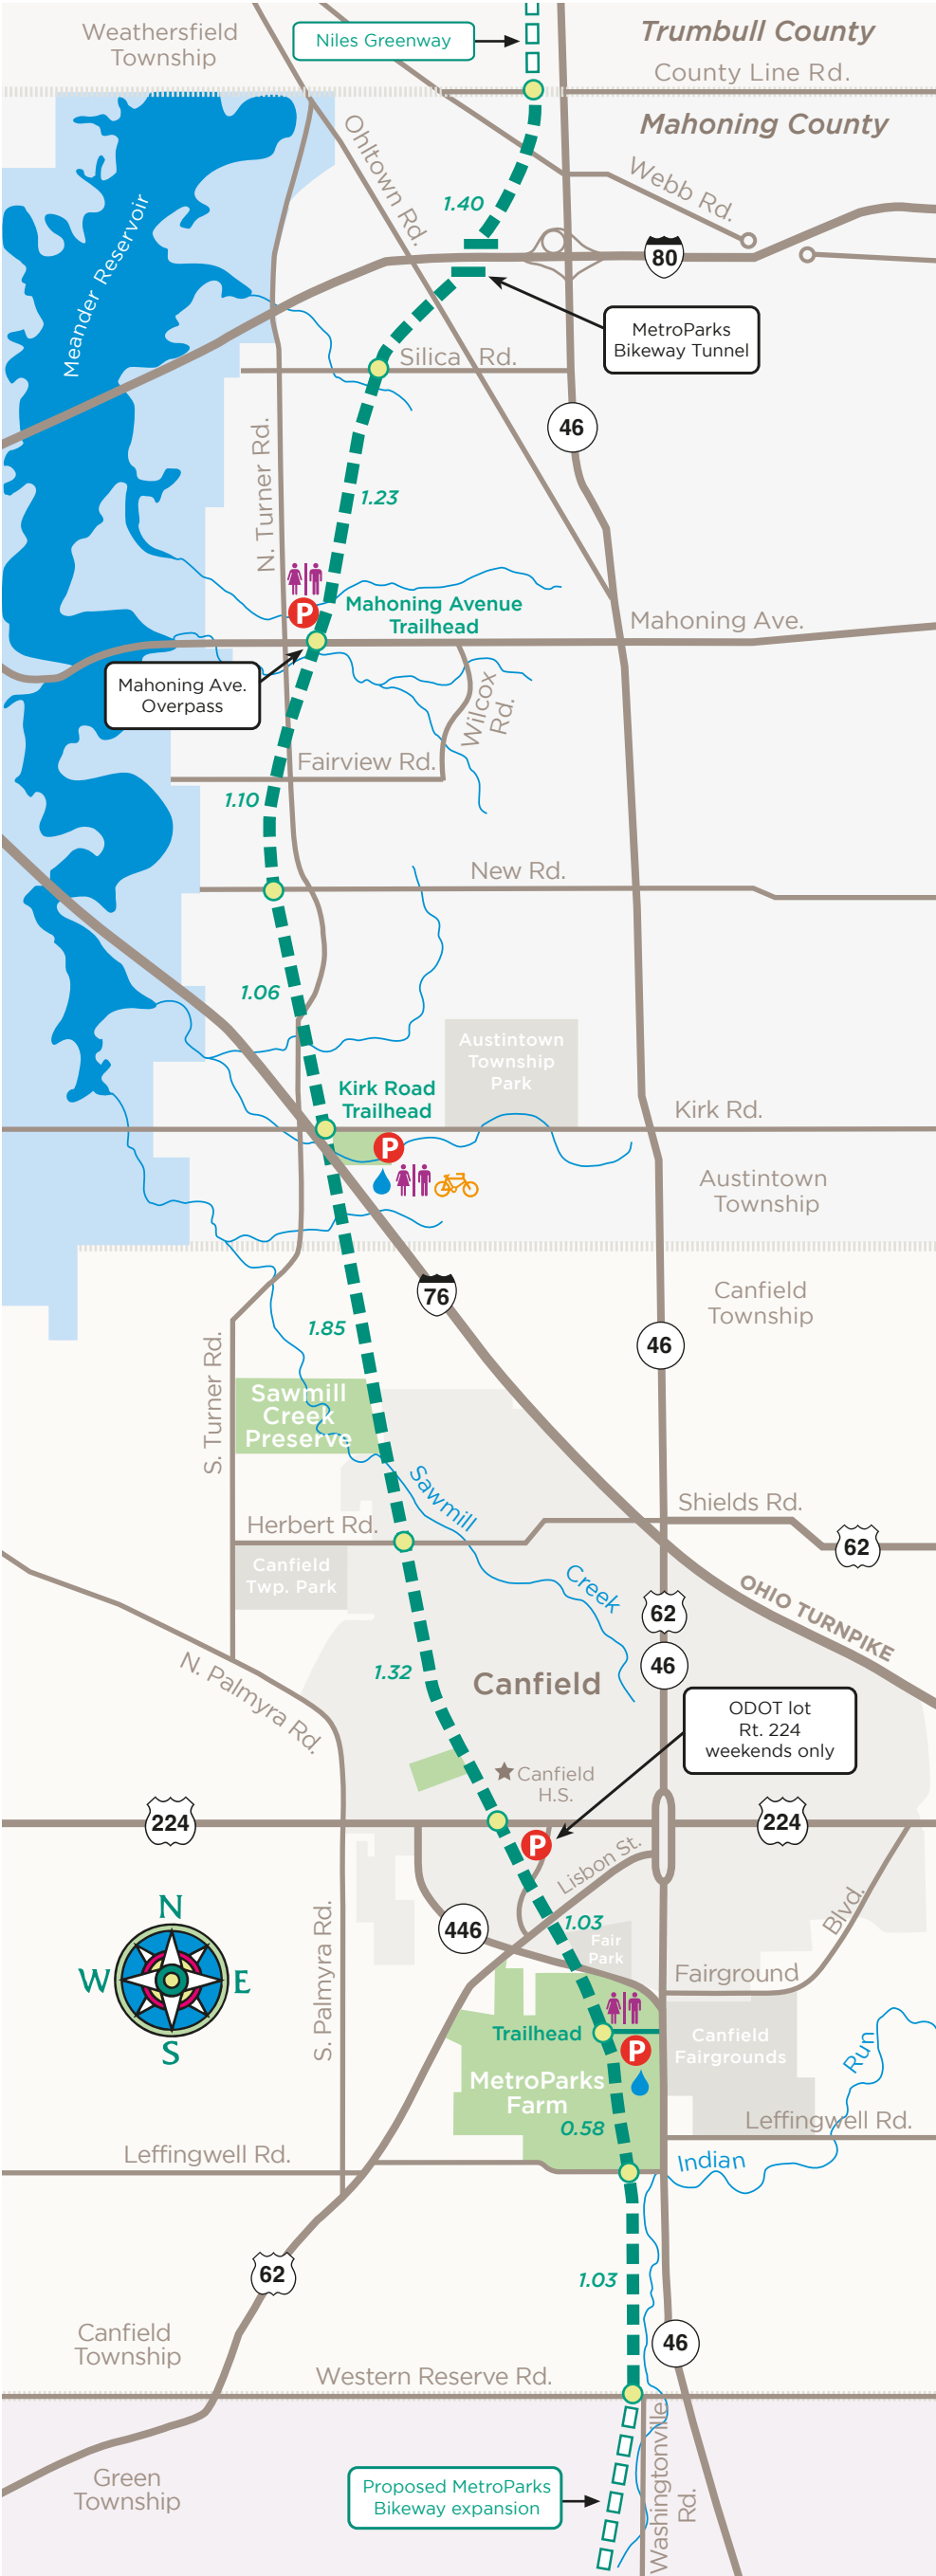 Weathersfield
Township
Niles Greenway
Trumbull County
County Line Rd.
Mahoning County
Ohltown Rd.
Webb Rd.
1.40
80
Meander Reservoir
MetroParks
Bikeway Tunnel
Silica Rd.
46
N. Turner Rd.
1.23
P
Mahoning Avenue
Trailhead
Mahoning Ave.
Mahoning Ave.
Overpass
Wilcox
Rd.
Fairview Rd.
1.10
New Rd.
1.06
Austintown
Township
Park
Kirk Road
Trailhead
Kirk Rd.
P
Austintown
Township
76
Canfield
Township
1.85
46
S. Turner Rd.
Sawmill
Creek
Preserve
Sawmill
Creek
Shields Rd.
Herbert Rd.
62
Canfield
Twp. Park
OHIO TURNPIKE
62
46
N. Palmyra Rd.
1.32
Canfield
ODOT lot
Rt. 224
weekends only
Canfield
H.S.
224
224
P
Lisbon St.
N
W
E
S
S. Palmyra Rd.
446
1.03
Fair
Park
Blvd.
Fairground
Trailhead
P
Canfield
Fairgrounds
MetroParks
Farm
0.58
Run
Leffingwell Rd.
Leffingwell Rd.
Indian
62
1.03
46
Canfield
Township
Western Reserve Rd.
Green
Township
Proposed MetroParks
Bikeway expansion
Washingtonville
Rd.